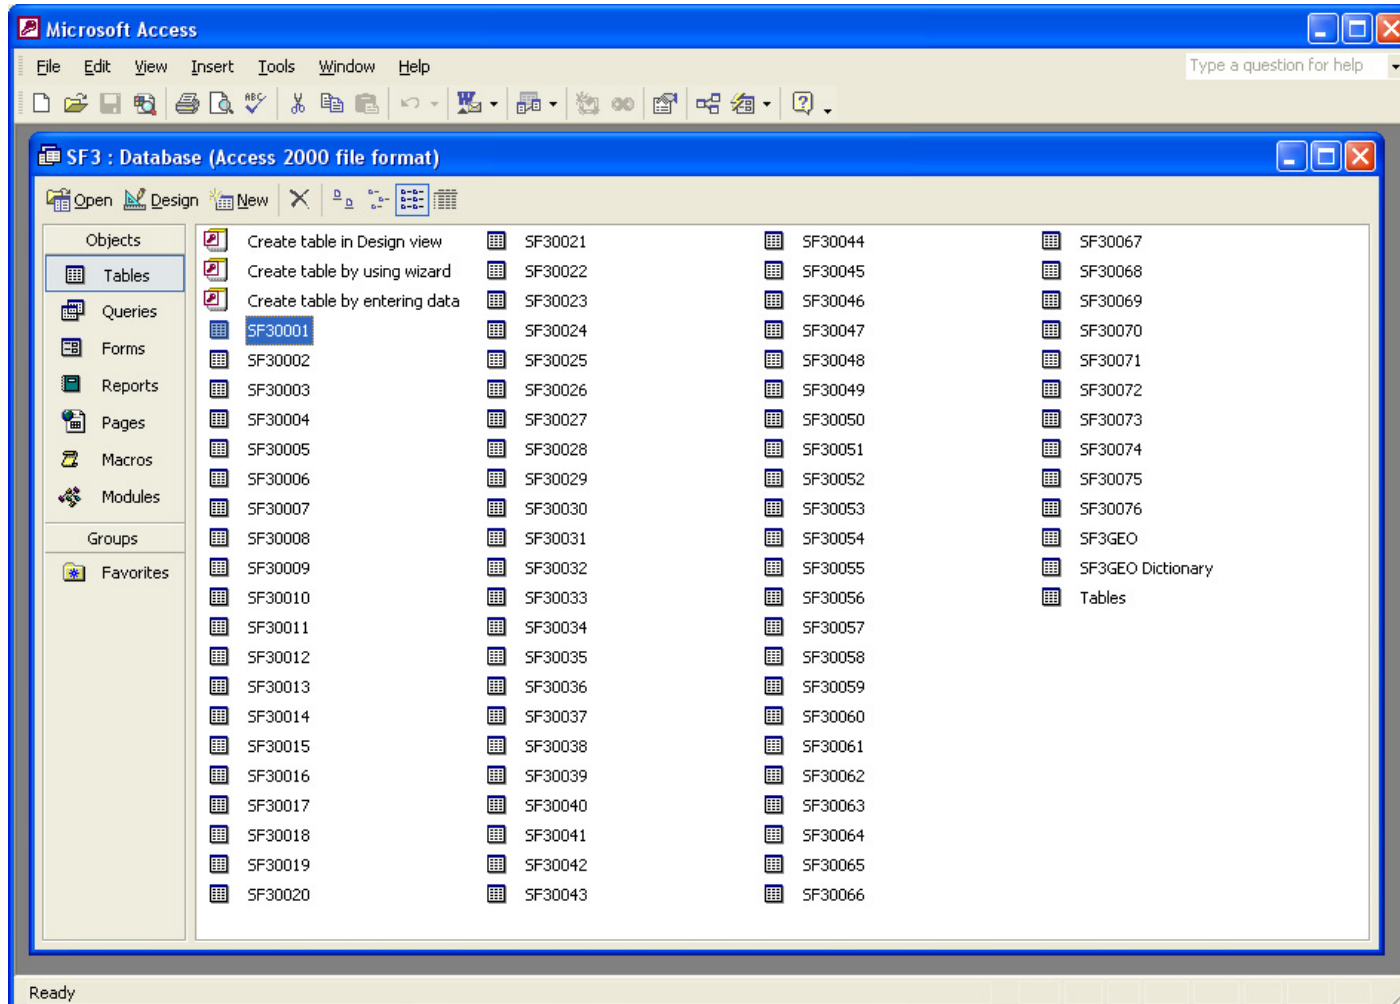 Microsoft Access
File Edit View Insert Tools Window Help Type a question for help
ABC
W
SF3 : Database (Access 2000 file format)
Open Design New
Objects
Tables
Queries
Forms
Reports
Pages
Macros
Modules
Groups
Favorites
Create table in Design view
Create table by using wizard
Create table by entering data
SF30001
SF30002
SF30003
SF30004
SF30005
SF30006
SF30007
SF30008
SF30009
SF30010
SF30011
SF30012
SF30013
SF30014
SF30015
SF30016
SF30017
SF30018
SF30019
SF30020
SF30021
SF30022
SF30023
SF30024
SF30025
SF30026
SF30027
SF30028
SF30029
SF30030
SF30031
SF30032
SF30033
SF30034
SF30035
SF30036
SF30037
SF30038
SF30039
SF30040
SF30041
SF30042
SF30043
SF30044
SF30045
SF30046
SF30047
SF30048
SF30049
SF30050
SF30051
SF30052
SF30053
SF30054
SF30055
SF30056
SF30057
SF30058
SF30059
SF30060
SF30061
SF30062
SF30063
SF30064
SF30065
SF30066
SF30067
SF30068
SF30069
SF30070
SF30071
SF30072
SF30073
SF30074
SF30075
SF30076
SF3GEO
SF3GEO Dictionary
Tables
Ready